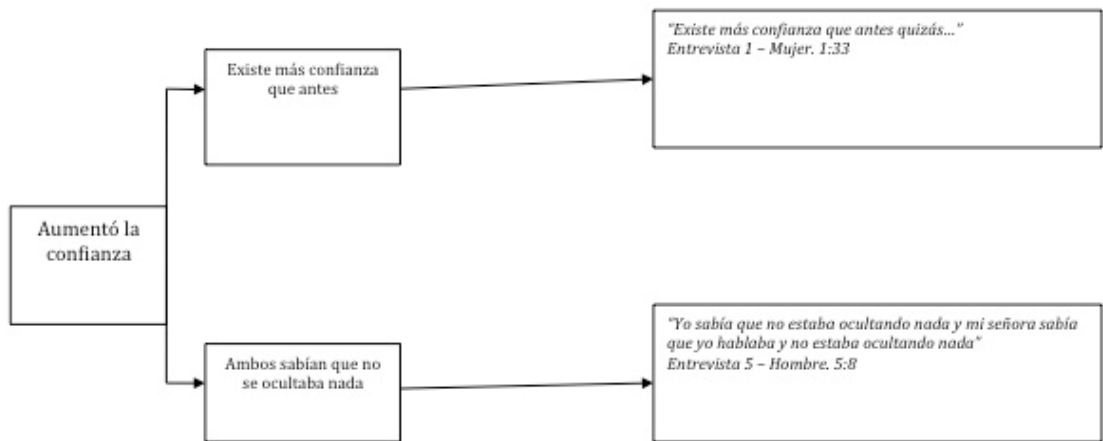 "Existe más confianza que antes quizás..."
Entrevista 1 – Mujer. 1:33
Existe más confianza
que antes
Aumentó la
confianza
"Yo sabía que no estaba ocultando nada y mi señora sabía
que yo hablaba y no estaba ocultando nada"
Entrevista 5 – Hombre. 5:8
Ambos sabían que no
se ocultaba nada